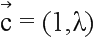 c⃗ = (1,λ)